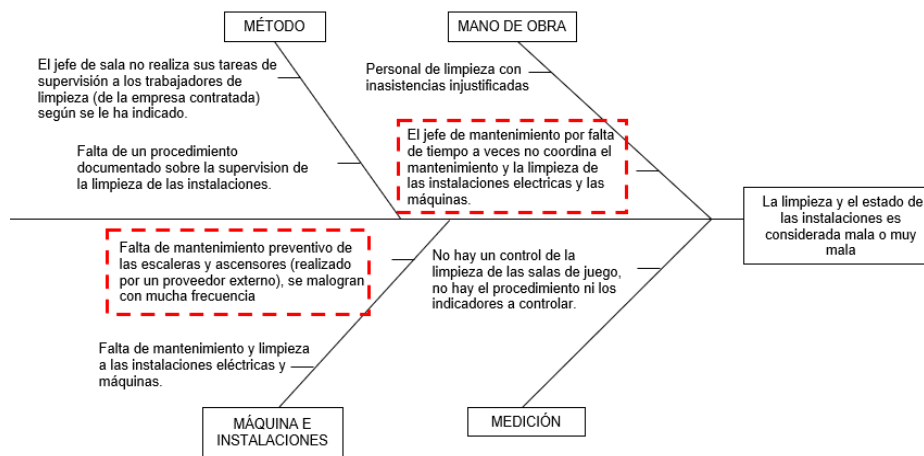 MÉTODO
MANO DE OBRA
El jefe de sala no realiza sus tareas de
supervisión a los trabajadores de
limpieza (de la empresa contratada)
según se le ha indicado.
Personal de limpieza con
inasistencias injustificadas
Falta de un procedimiento
documentado sobre la supervision de
la limpieza de las instalaciones.
El jefe de mantenimiento por falta
de tiempo a veces no coordina el
mantenimiento y la limpieza de
las instalaciones electricas y las
máquinas.
La limpieza y el estado de
las instalaciones es
considerada mala o muy
mala
Falta de mantenimiento preventivo de
las escaleras y ascensores (realizado
por un proveedor externo), se malogran
con mucha frecuencia
No hay un control de la
limpieza de las salas de juego,
no hay el procedimiento ni los
indicadores a controlar.
Falta de mantenimiento y limpieza
a las instalaciones eléctricas y
máquinas.
MÁQUINA E
INSTALACIONES
MEDICIÓN